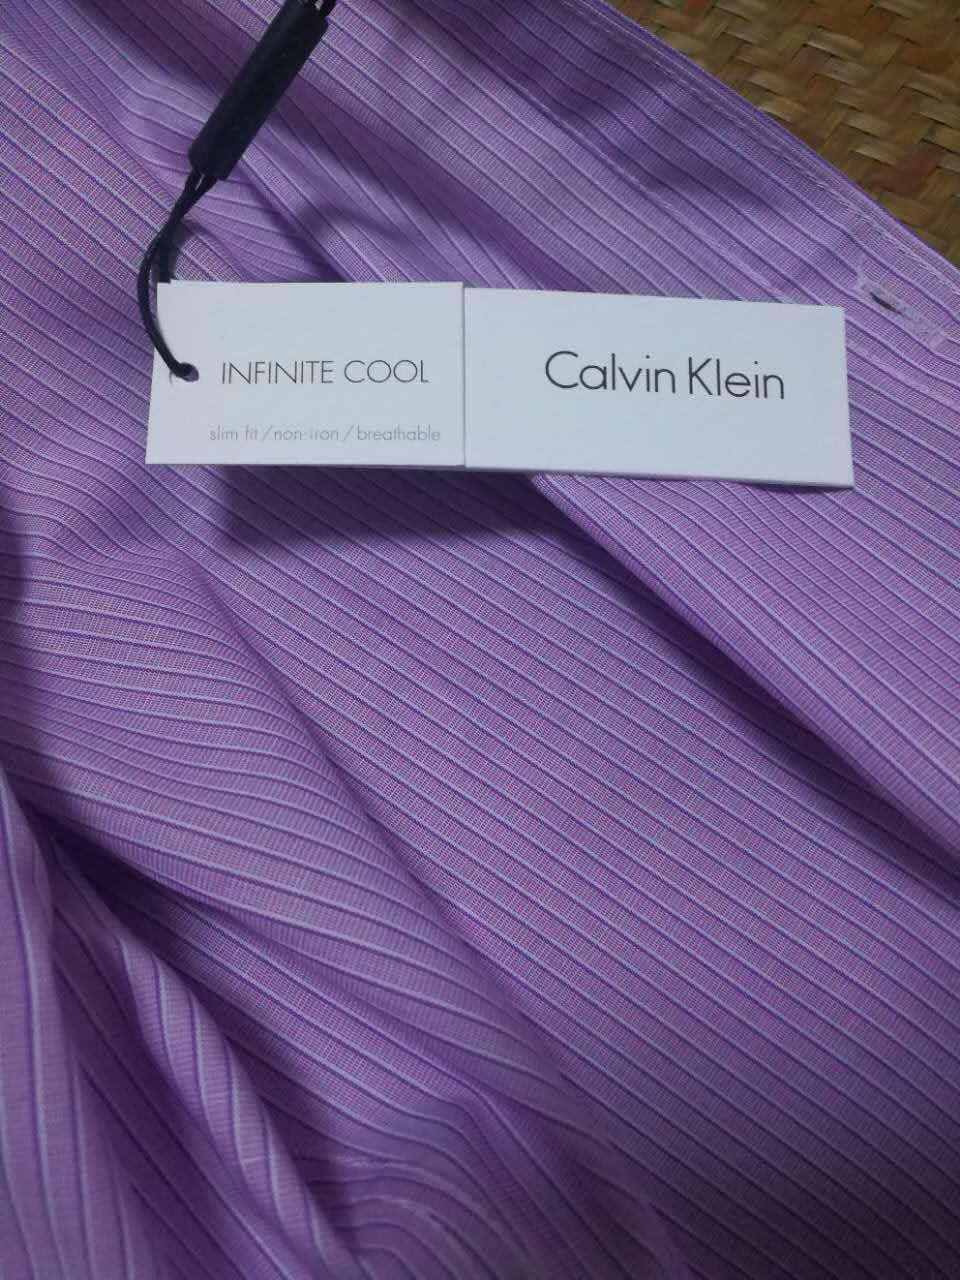 INFINITE COOL
slim fit / non-iron / breathable
Calvin Klein